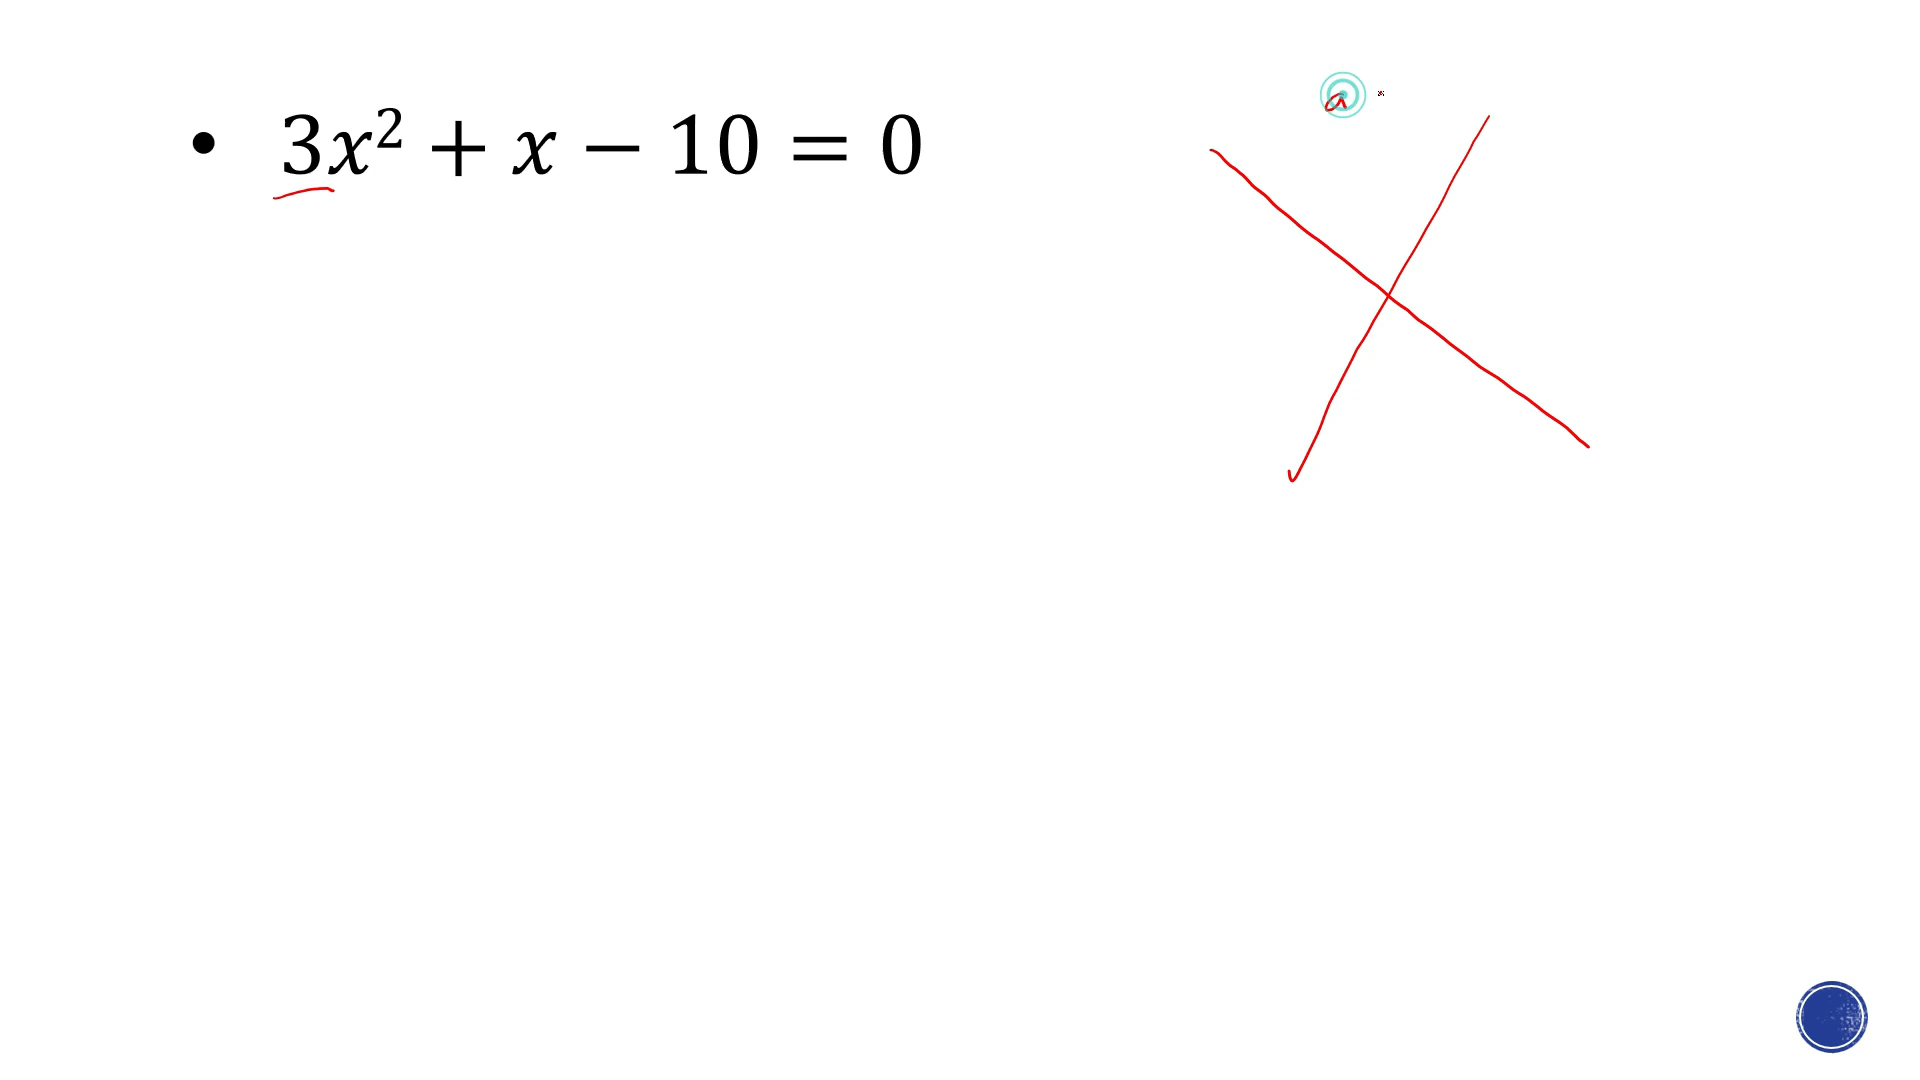 • 3x² + x − 10 = 0
a